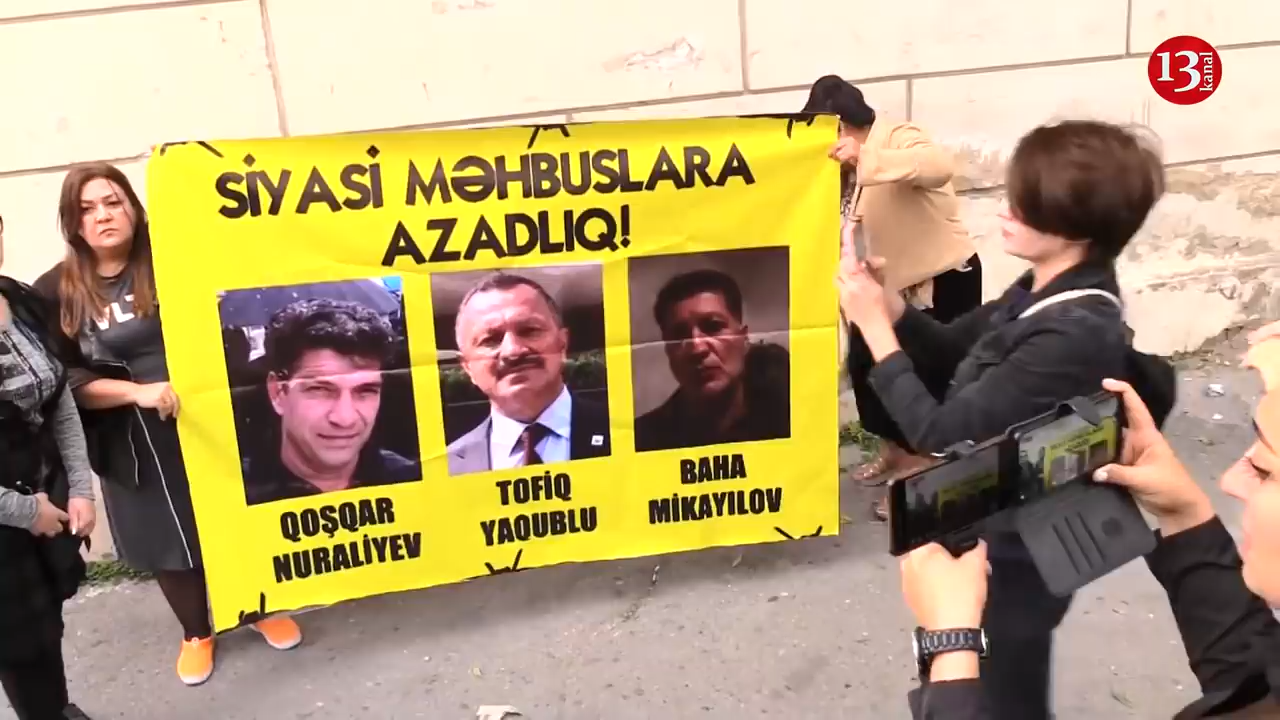 13
kanal
SİYASİ MƏHBUSLARA
AZADLIQ!
QOŞQAR
NURALİYEV
TOFİQ
YAQUBLU
BAHA
MİKAYILOV